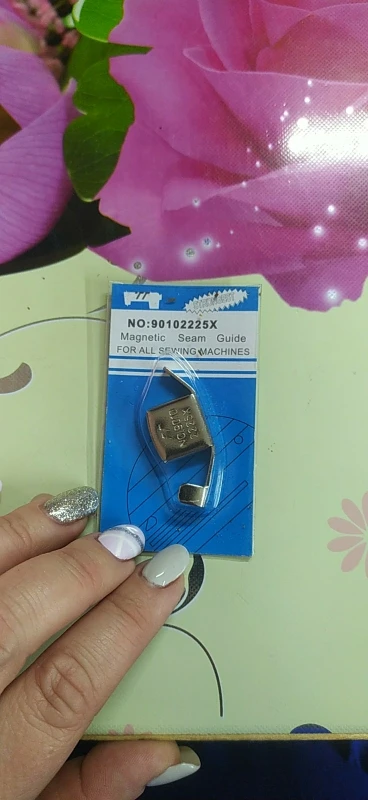 NO:90102225X
Magnetic Seam Guide
FOR ALL SEWING MACHINES